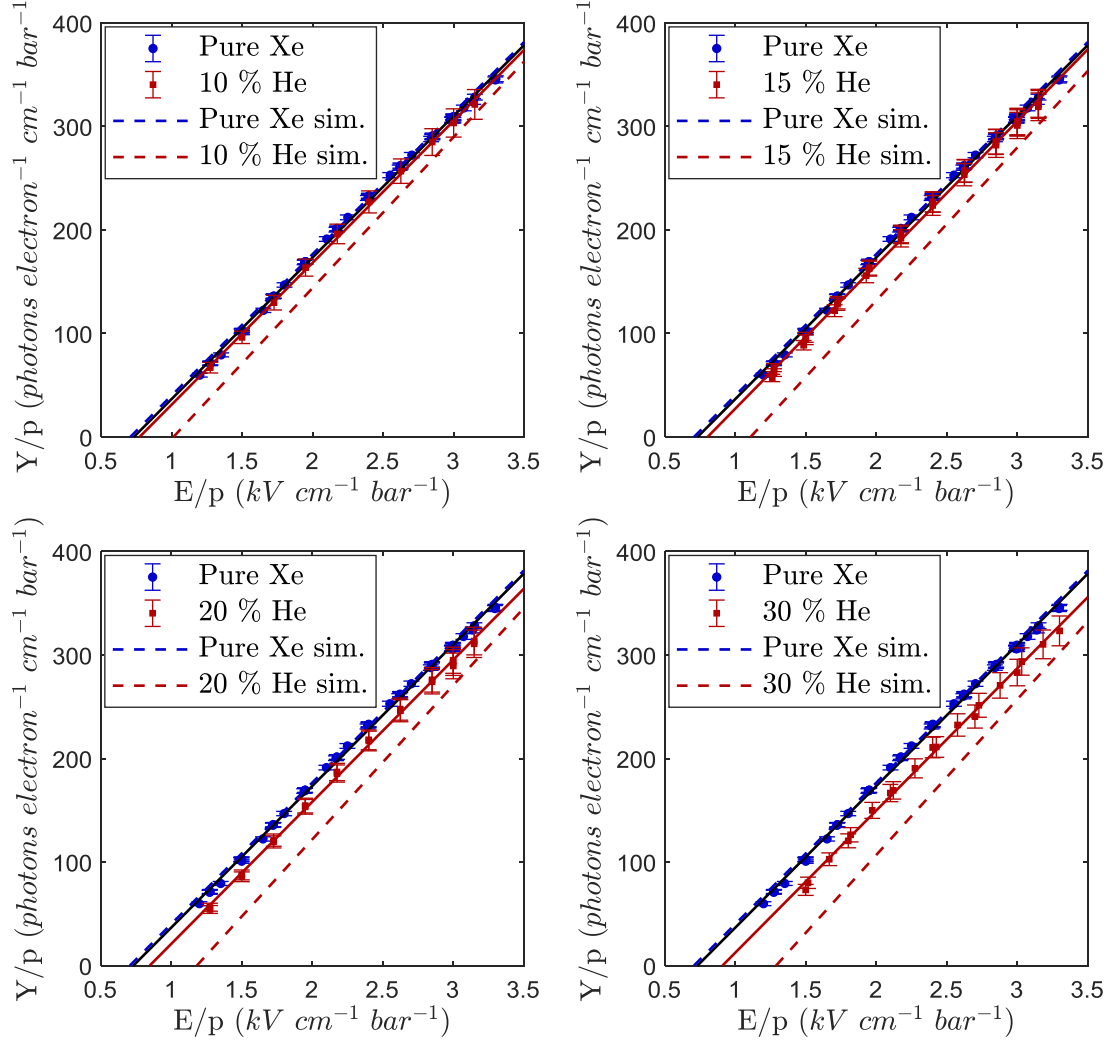 Y/p (photons electron⁻¹ cm⁻¹ bar⁻¹)
400
300
200
100
0
Pure Xe
10 % He
Pure Xe sim.
10 % He sim.
0.5 1 1.5 2 2.5 3 3.5
E/p (kV cm⁻¹ bar⁻¹)
Y/p (photons electron⁻¹ cm⁻¹ bar⁻¹)
400
300
200
100
0
Pure Xe
15 % He
Pure Xe sim.
15 % He sim.
0.5 1 1.5 2 2.5 3 3.5
E/p (kV cm⁻¹ bar⁻¹)
Y/p (photons electron⁻¹ cm⁻¹ bar⁻¹)
400
300
200
100
0
Pure Xe
20 % He
Pure Xe sim.
20 % He sim.
0.5 1 1.5 2 2.5 3 3.5
E/p (kV cm⁻¹ bar⁻¹)
Y/p (photons electron⁻¹ cm⁻¹ bar⁻¹)
400
300
200
100
0
Pure Xe
30 % He
Pure Xe sim.
30 % He sim.
0.5 1 1.5 2 2.5 3 3.5
E/p (kV cm⁻¹ bar⁻¹)